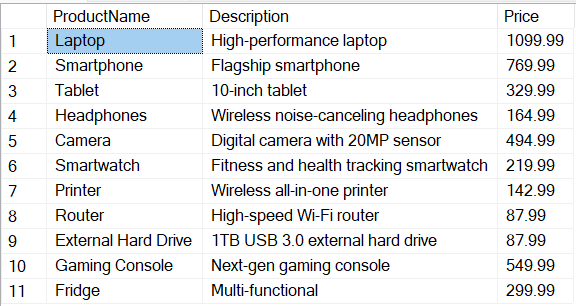 ProductName Description Price
1 Laptop High-performance laptop 1099.99
2 Smartphone Flagship smartphone 769.99
3 Tablet 10-inch tablet 329.99
4 Headphones Wireless noise-canceling headphones 164.99
5 Camera Digital camera with 20MP sensor 494.99
6 Smartwatch Fitness and health tracking smartwatch 219.99
7 Printer Wireless all-in-one printer 142.99
8 Router High-speed Wi-Fi router 87.99
9 External Hard Drive 1TB USB 3.0 external hard drive 87.99
10 Gaming Console Next-gen gaming console 549.99
11 Fridge Multi-functional 299.99